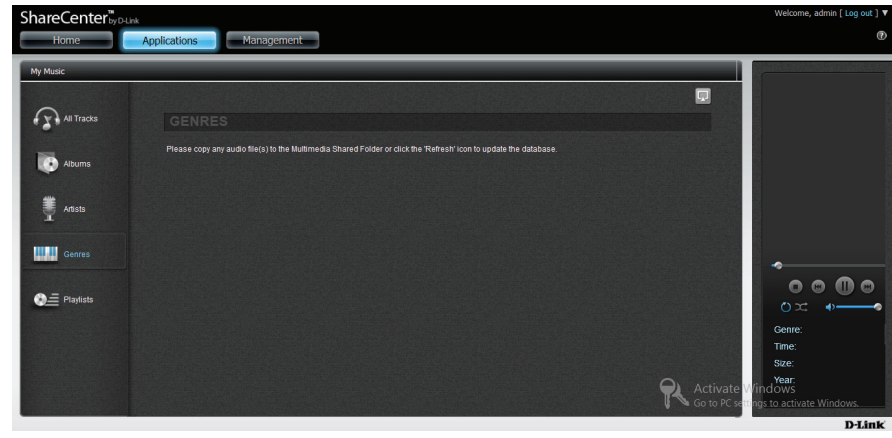 ShareCenter™ by D-Link
Welcome, admin [ Log out ] ▼
Home
Applications
Management
?
My Music
All Tracks
Albums
Artists
Genres
Playlists
GENRES
Please copy any audio file(s) to the Multimedia Shared Folder or click the 'Refresh' icon to update the database.
Genre:
Time:
Size:
Year:
Activate Windows
Go to PC settings to activate Windows.
D-Link